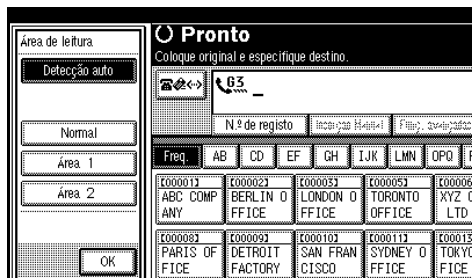 Área de leitura
Detecção auto
Normal
Área 1
Área 2
OK
Pronto
Coloque original e especifique destino.
G3 _
N.º de registo
Freq. AB CD EF GH IJK LMN OPQ
[00001] [00002] [00003] [00005] [00006
ABC COMP BERLIN O LONDON O TORONTO XYZ C
ANY FFICE FFICE OFFICE LTD
[00008] [00009] [00010] [00011] [00013
PARIS OF DETROIT SAN FRAN SYDNEY O TOKYO
FICE FACTORY CISCO FFICE FICE